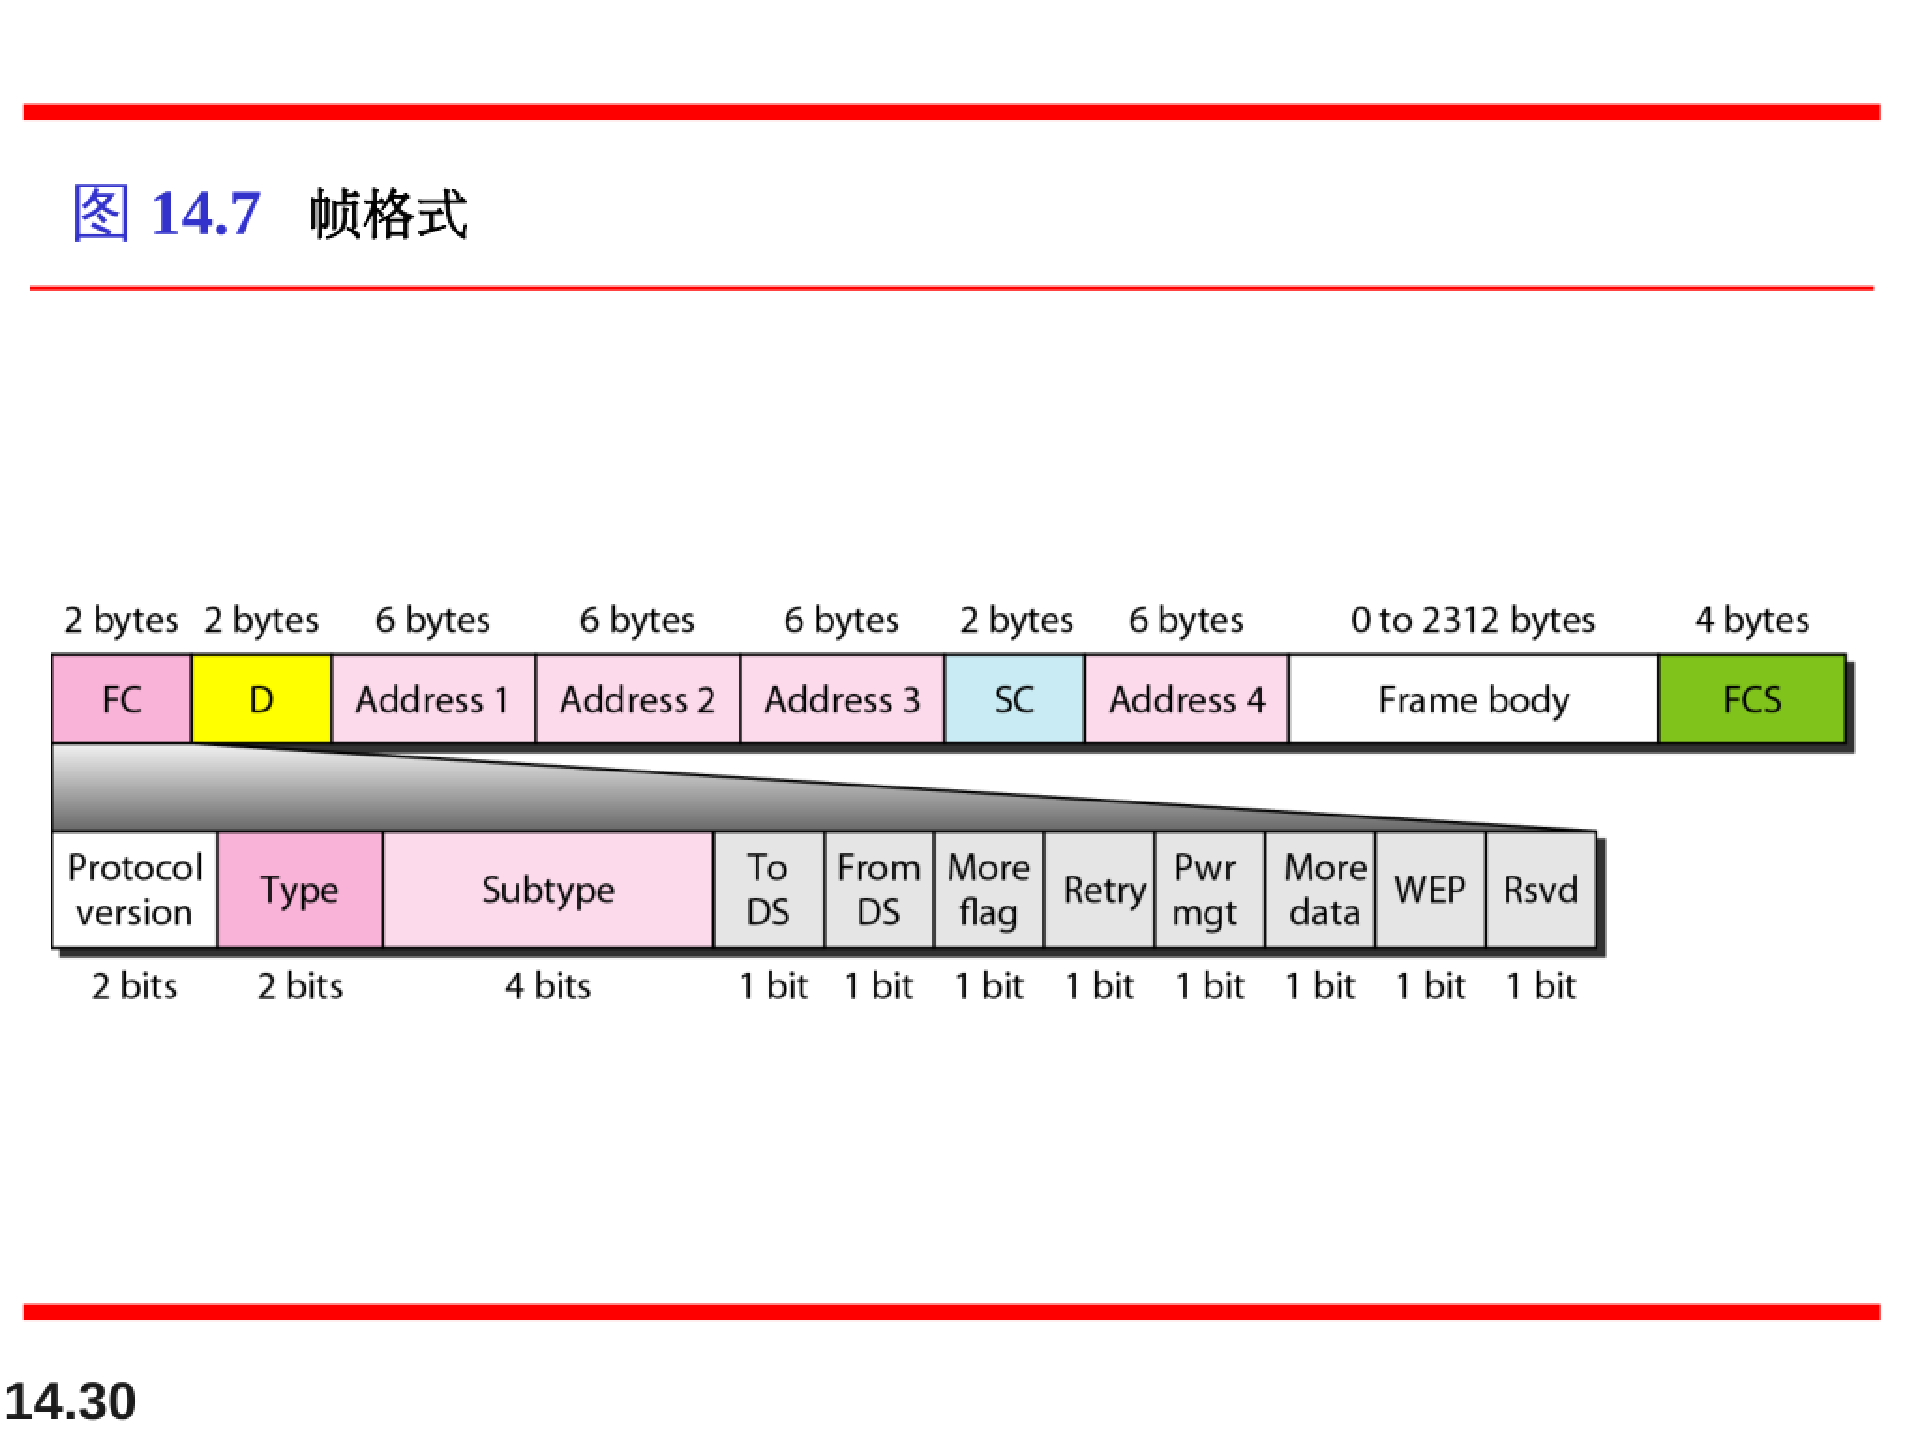 图 14.7 帧格式
2 bytes 2 bytes 6 bytes 6 bytes 6 bytes 2 bytes 6 bytes 0 to 2312 bytes 4 bytes
FC D Address 1 Address 2 Address 3 SC Address 4 Frame body FCS
Protocol version Type Subtype To DS From DS More flag Retry Pwr mgt More data WEP Rsvd
2 bits 2 bits 4 bits 1 bit 1 bit 1 bit 1 bit 1 bit 1 bit 1 bit 1 bit
14.30